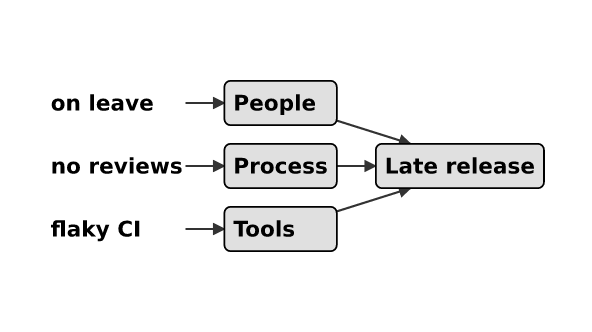 on leave
People
no reviews
Process
Late release
flaky CI
Tools